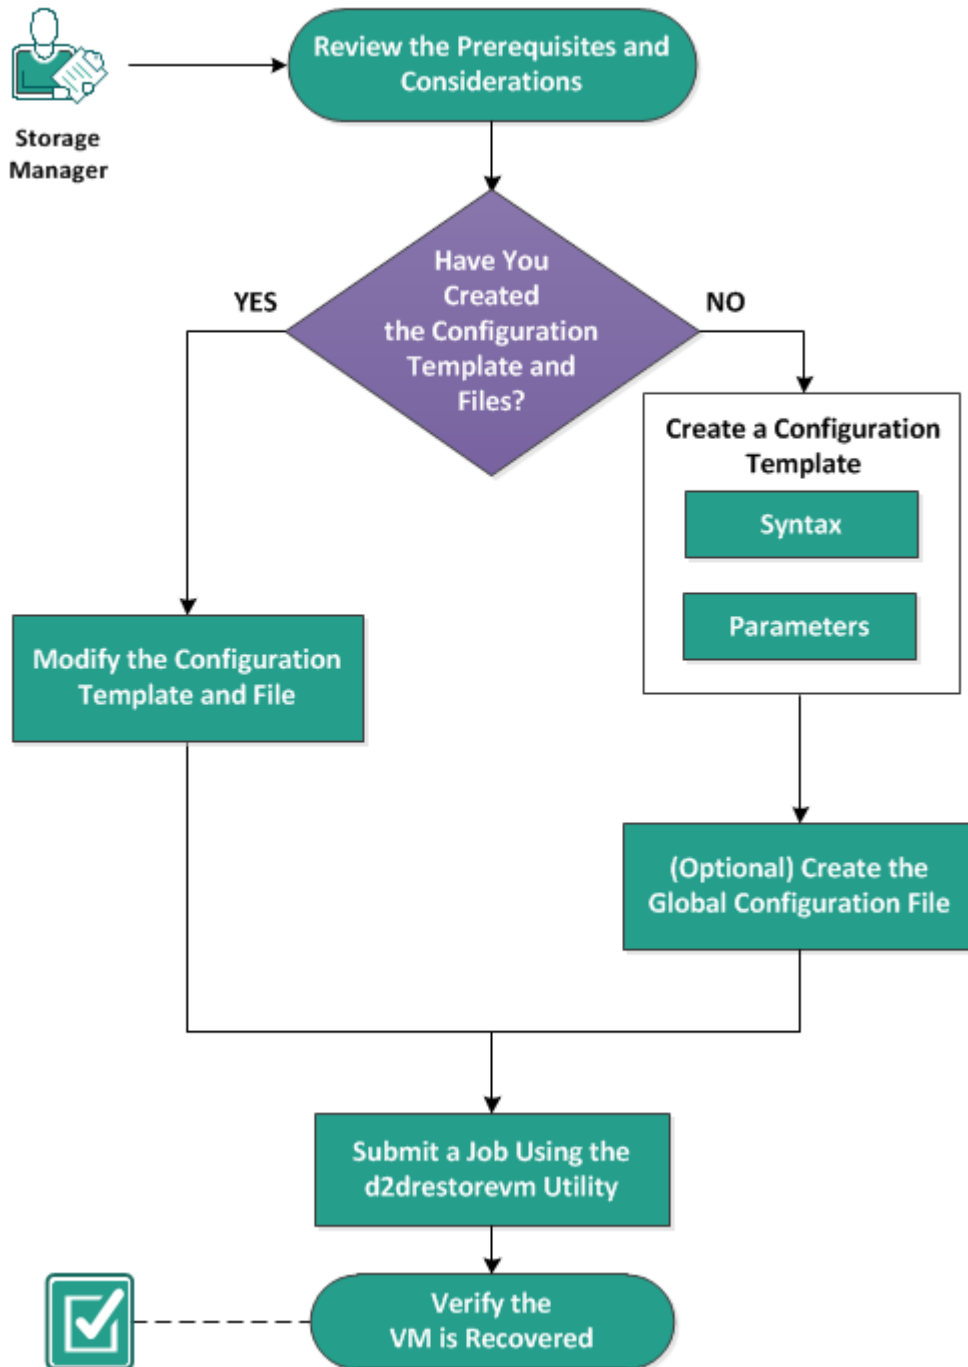 Review the Prerequisites and
Considerations
Storage
Manager
Have You
Created
the Configuration
Template and
Files?
YES
NO
Create a Configuration
Template
Syntax
Parameters
Modify the Configuration
Template and File
(Optional) Create the
Global Configuration File
Submit a Job Using the
d2drestorevm Utility
Verify the
VM is Recovered